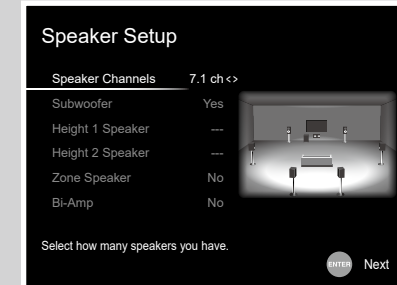 Speaker Setup
Speaker Channels 7.1 ch<>
Subwoofer Yes
Height 1 Speaker ---
Height 2 Speaker ---
Zone Speaker No
Bi-Amp No
Select how many speakers you have.
ENTER Next